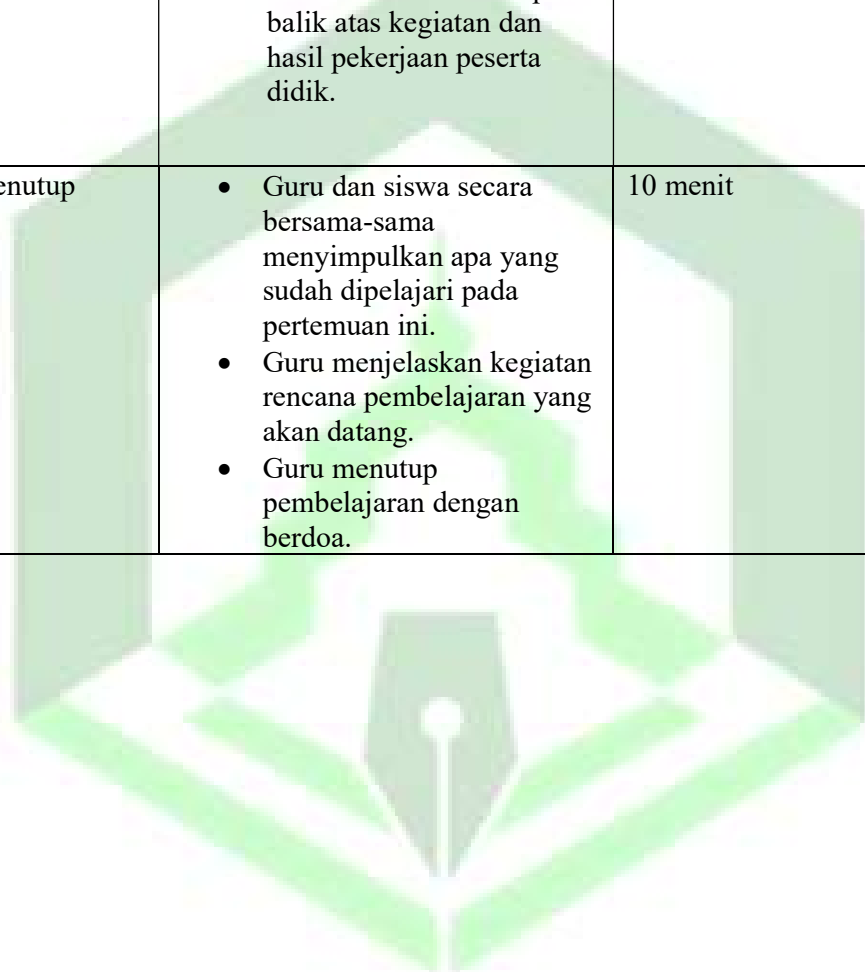 balik atas kegiatan dan
hasil pekerjaan peserta
didik.
enutup
• Guru dan siswa secara
bersama-sama
menyimpulkan apa yang
sudah dipelajari pada
pertemuan ini.
• Guru menjelaskan kegiatan
rencana pembelajaran yang
akan datang.
• Guru menutup
pembelajaran dengan
berdoa.
10 menit